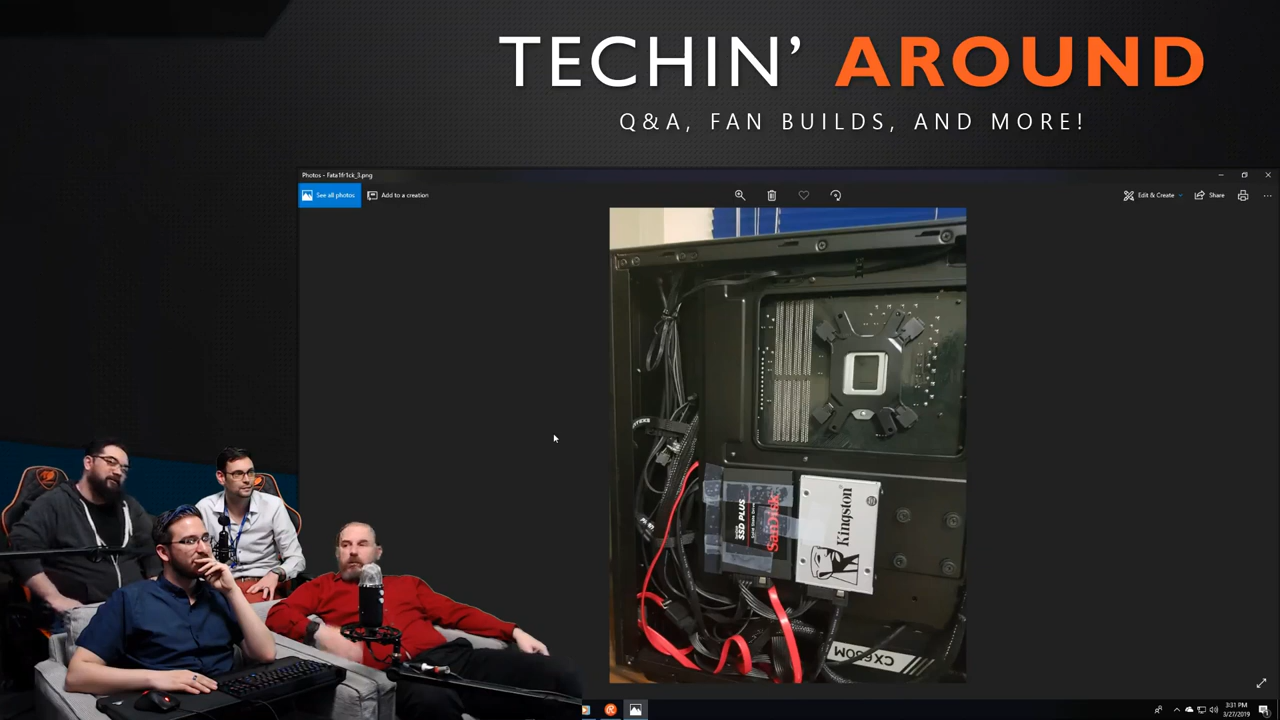 TECHIN' AROUND
Q&A, FAN BUILDS, AND MORE!
Photos - Fata1fr1ck_3.png
See all photos
Add to a creation
Edit & Create
Share
SSD PLUS
SanDisk
Kingston
CX650M
3:31 PM
3/27/2019